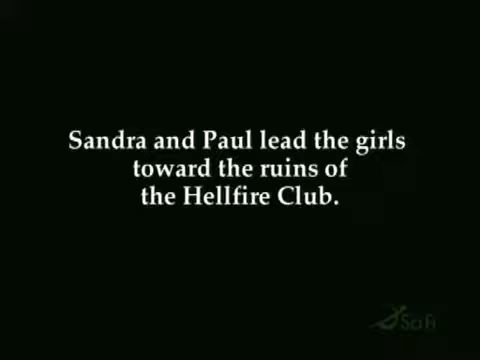 Sandra and Paul lead the girls
toward the ruins of
the Hellfire Club.
SciFi